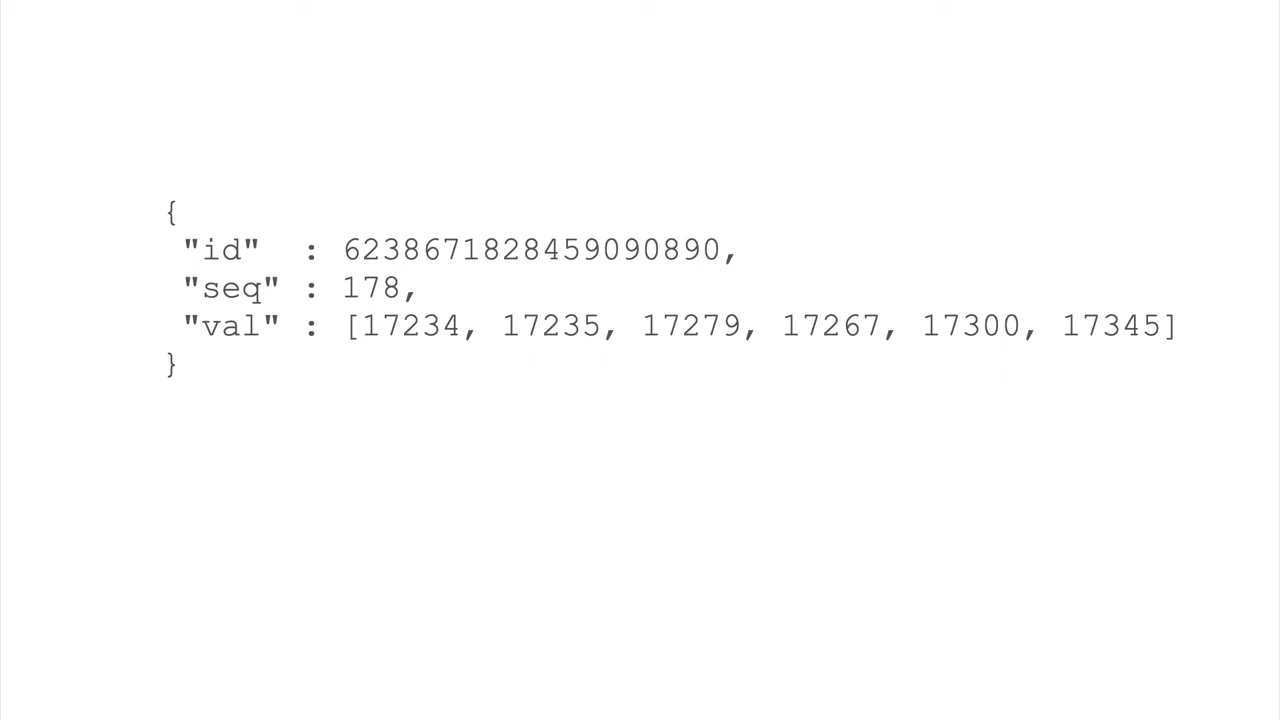 {
"id" : 6238671828459090890,
"seq" : 178,
"val" : [17234, 17235, 17279, 17267, 17300, 17345]
}